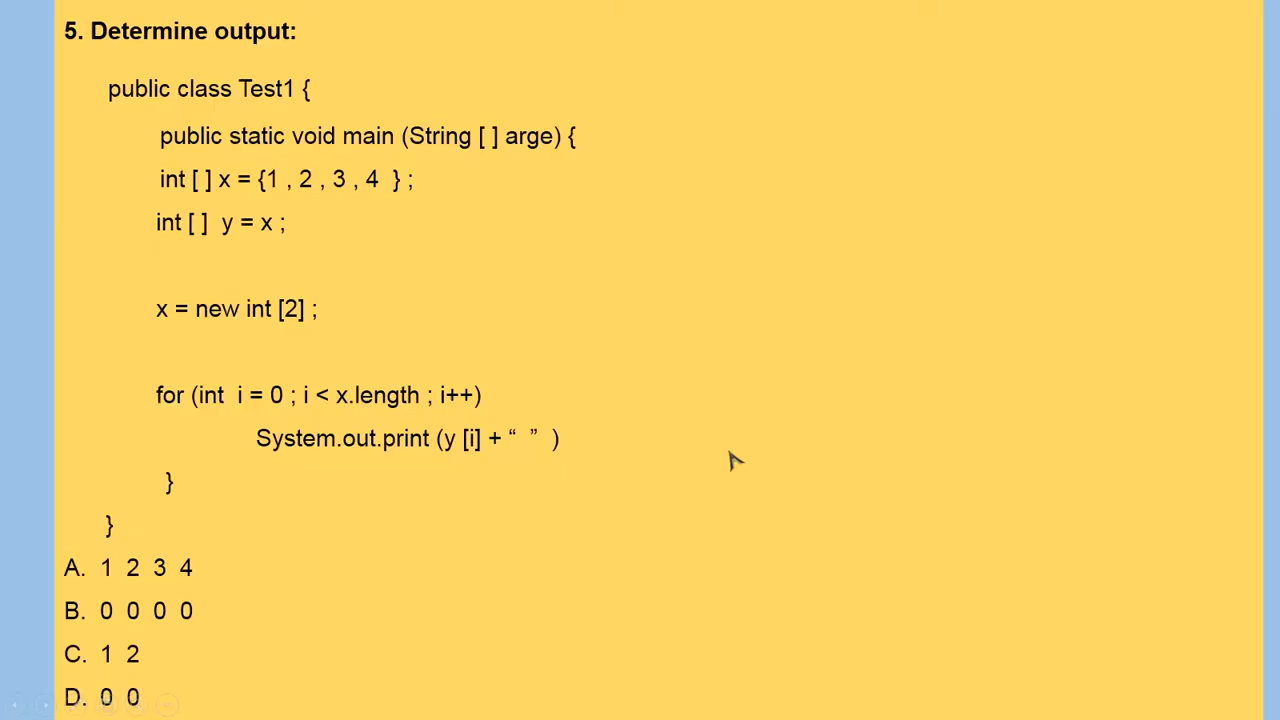 5. Determine output:
public class Test1 {
public static void main (String [ ] arge) {
int [ ] x = {1 , 2 , 3 , 4 } ;
int [ ] y = x ;
x = new int [2] ;
for (int i = 0 ; i < x.length ; i++)
System.out.print (y [i] + “ ” )
}
}
A. 1 2 3 4
B. 0 0 0 0
C. 1 2
D. 0 0